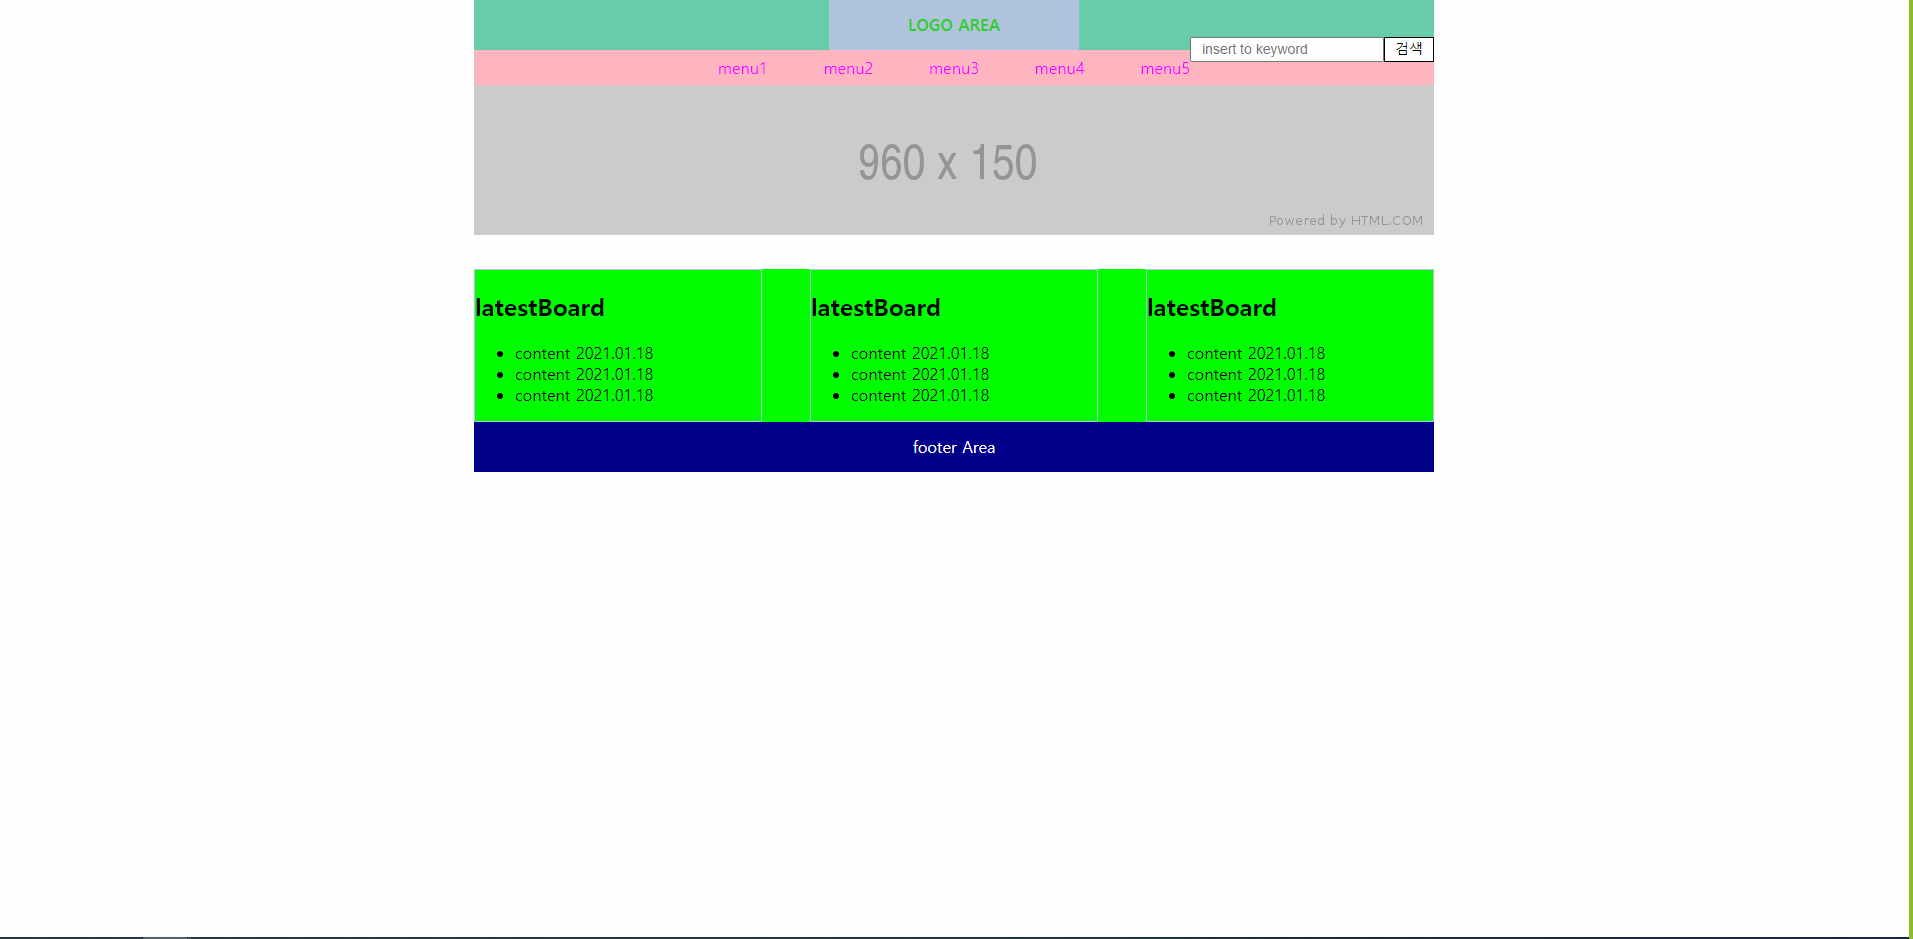 LOGO AREA
insert to keyword 검색
menu1 menu2 menu3 menu4 menu5
960 x 150
Powered by HTML.COM
latestBoard
content 2021.01.18
content 2021.01.18
content 2021.01.18
latestBoard
content 2021.01.18
content 2021.01.18
content 2021.01.18
latestBoard
content 2021.01.18
content 2021.01.18
content 2021.01.18
footer Area